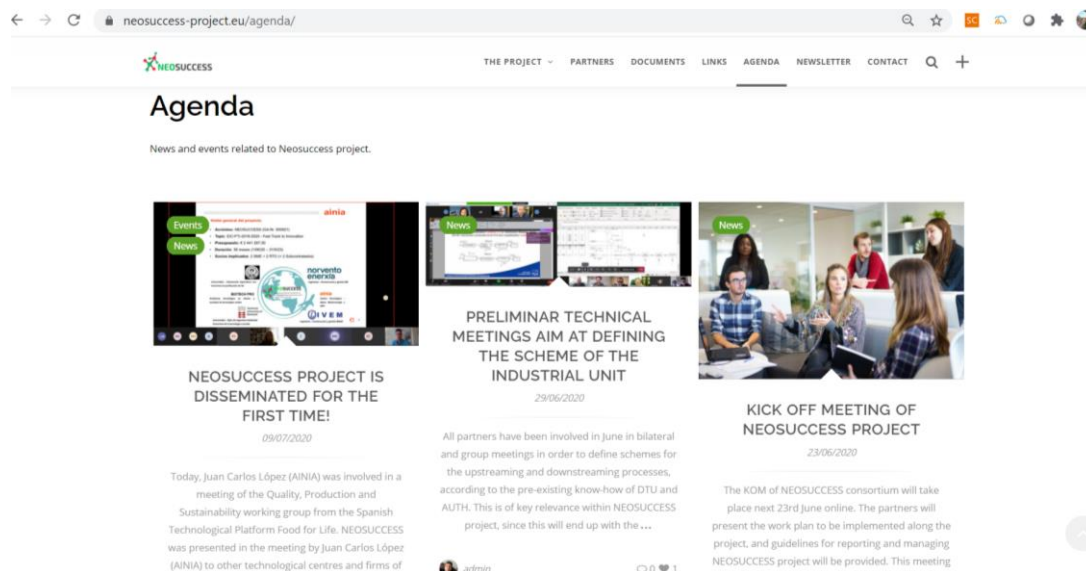 neosuccess-project.eu/agenda/
SC
NEOSUCCESS
THE PROJECT
PARTNERS
DOCUMENTS
LINKS
AGENDA
NEWSLETTER
CONTACT
Agenda
News and events related to Neosuccess project.
Events
News
ainia
norvento
enerxía
NEOSUCCESS
BIOTECH PRO
IVEM
NEOSUCCESS PROJECT IS
DISSEMINATED FOR THE
FIRST TIME!
09/07/2020
Today, Juan Carlos López (AINIA) was involved in a
meeting of the Quality, Production and
Sustainability working group from the Spanish
Technological Platform Food for Life. NEOSUCCESS
was presented in the meeting by Juan Carlos López
(AINIA) to other technological centres and firms of
News
PRELIMINAR TECHNICAL
MEETINGS AIM AT DEFINING
THE SCHEME OF THE
INDUSTRIAL UNIT
29/06/2020
All partners have been involved in June in bilateral
and group meetings in order to define schemes for
the upstreaming and downstreaming processes,
according to the pre-existing know-how of DTU and
AUTH. This is of key relevance within NEOSUCCESS
project, since this will end up with the ...
admin
0
1
News
KICK OFF MEETING OF
NEOSUCCESS PROJECT
23/06/2020
The KOM of NEOSUCCESS consortium will take
place next 23rd June online. The partners will
present the work plan to be implemented along the
project, and guidelines for reporting and managing
NEOSUCCESS project will be provided. This meeting